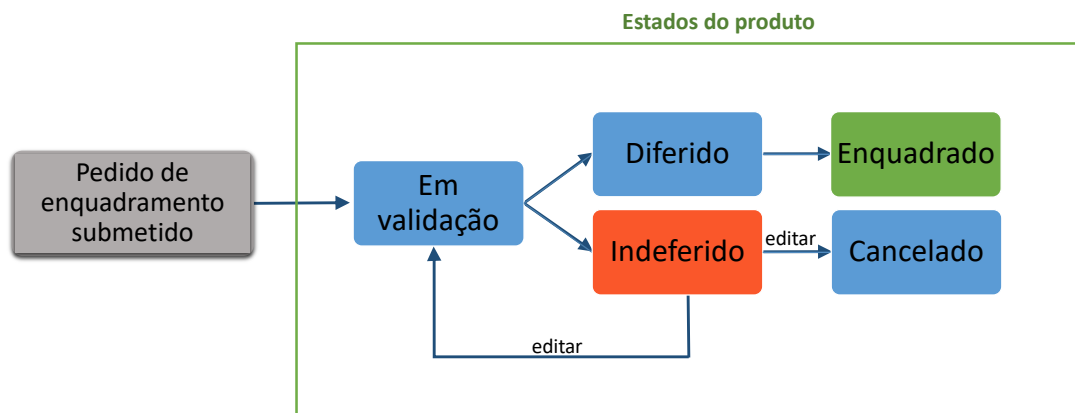 Estados do produto
Pedido de
enquadramento
submetido
Em
validação
Diferido
Enquadrado
Indeferido
editar
Cancelado
editar